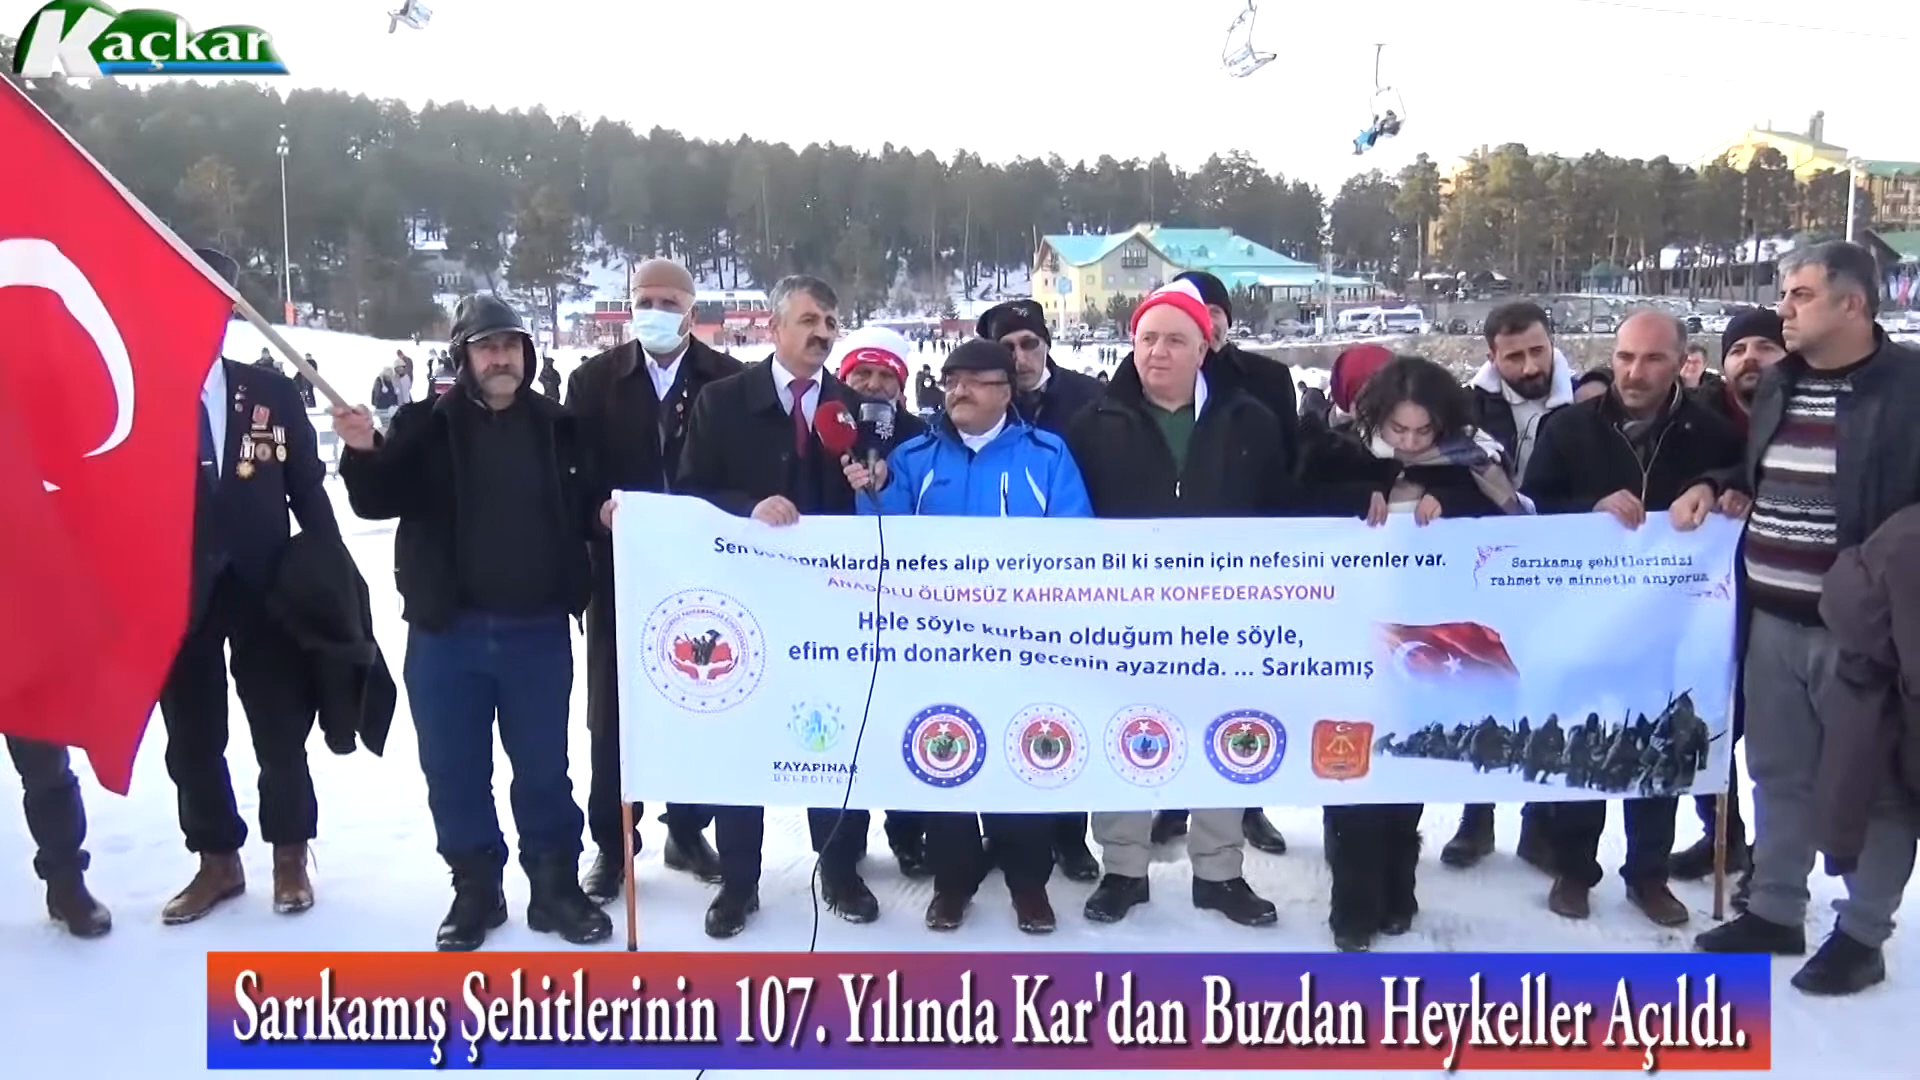 Kaçkar
Sen topraklarda nefes alıp veriyorsan Bil ki senin için nefesini verenler var.
ANADOLU ÖLÜMSÜZ KAHRAMANLAR KONFEDERASYONU
Hele söyle kurban olduğum hele söyle,
efim efim donarken gecenin ayazında. ... Sarıkamış
Sarıkamış şehitlerimizi
rahmet ve minnetle anıyoruz
KAYAPINAR
BELEDİYESİ
Sarıkamış Şehitlerinin 107. Yılında Kar'dan Buzdan Heykeller Açıldı.